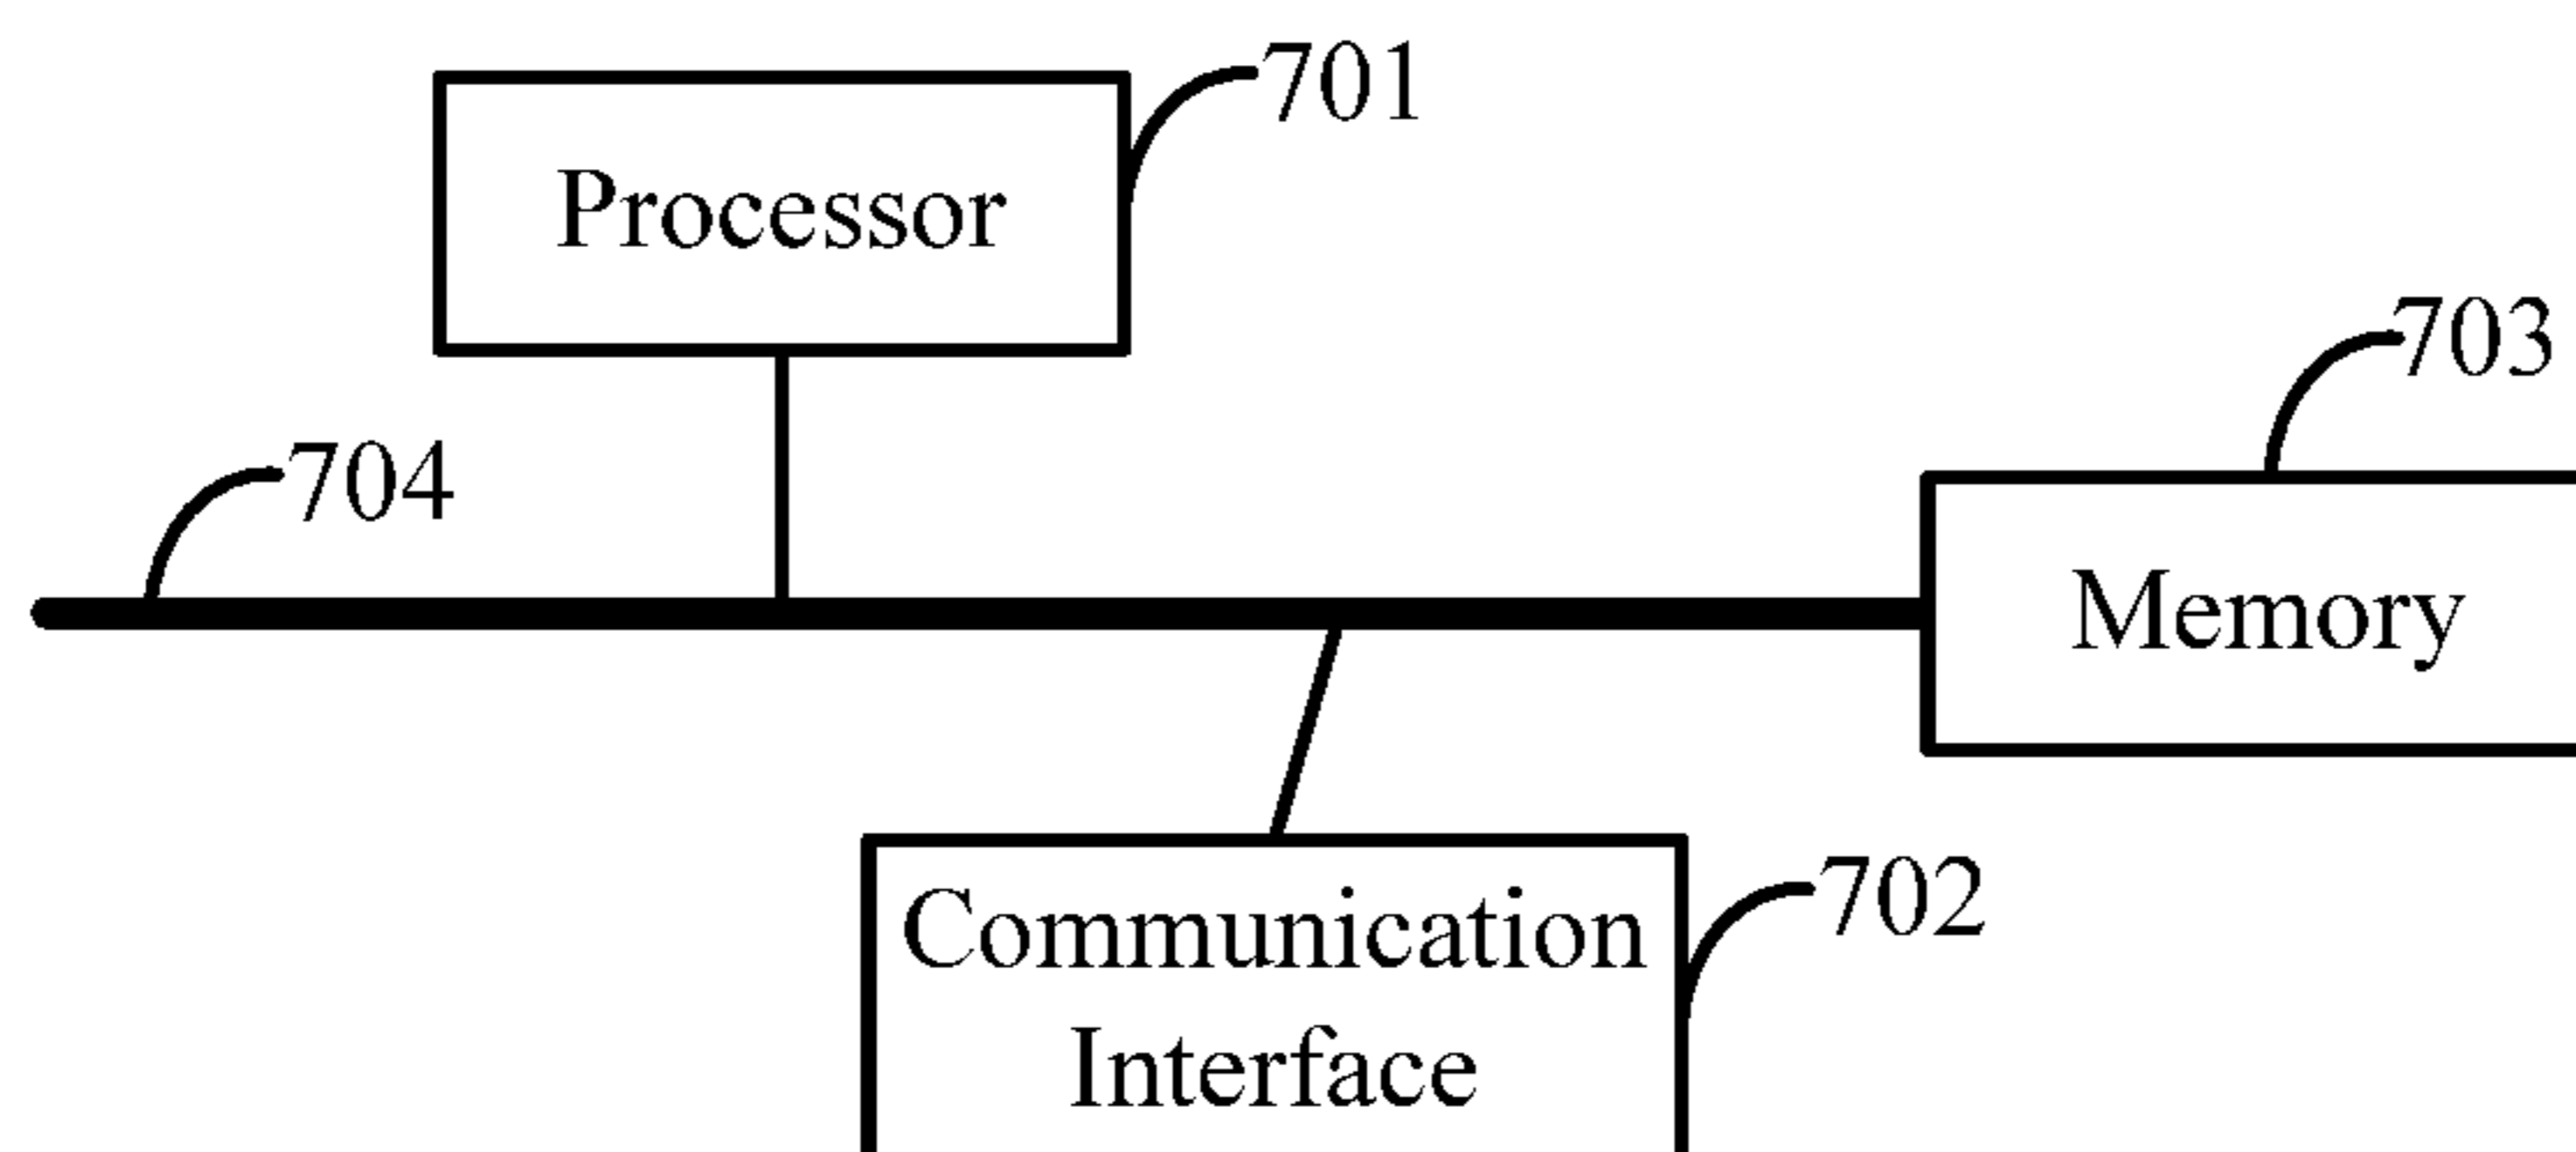 701
Processor
703
704
Memory
702
Communication
Interface